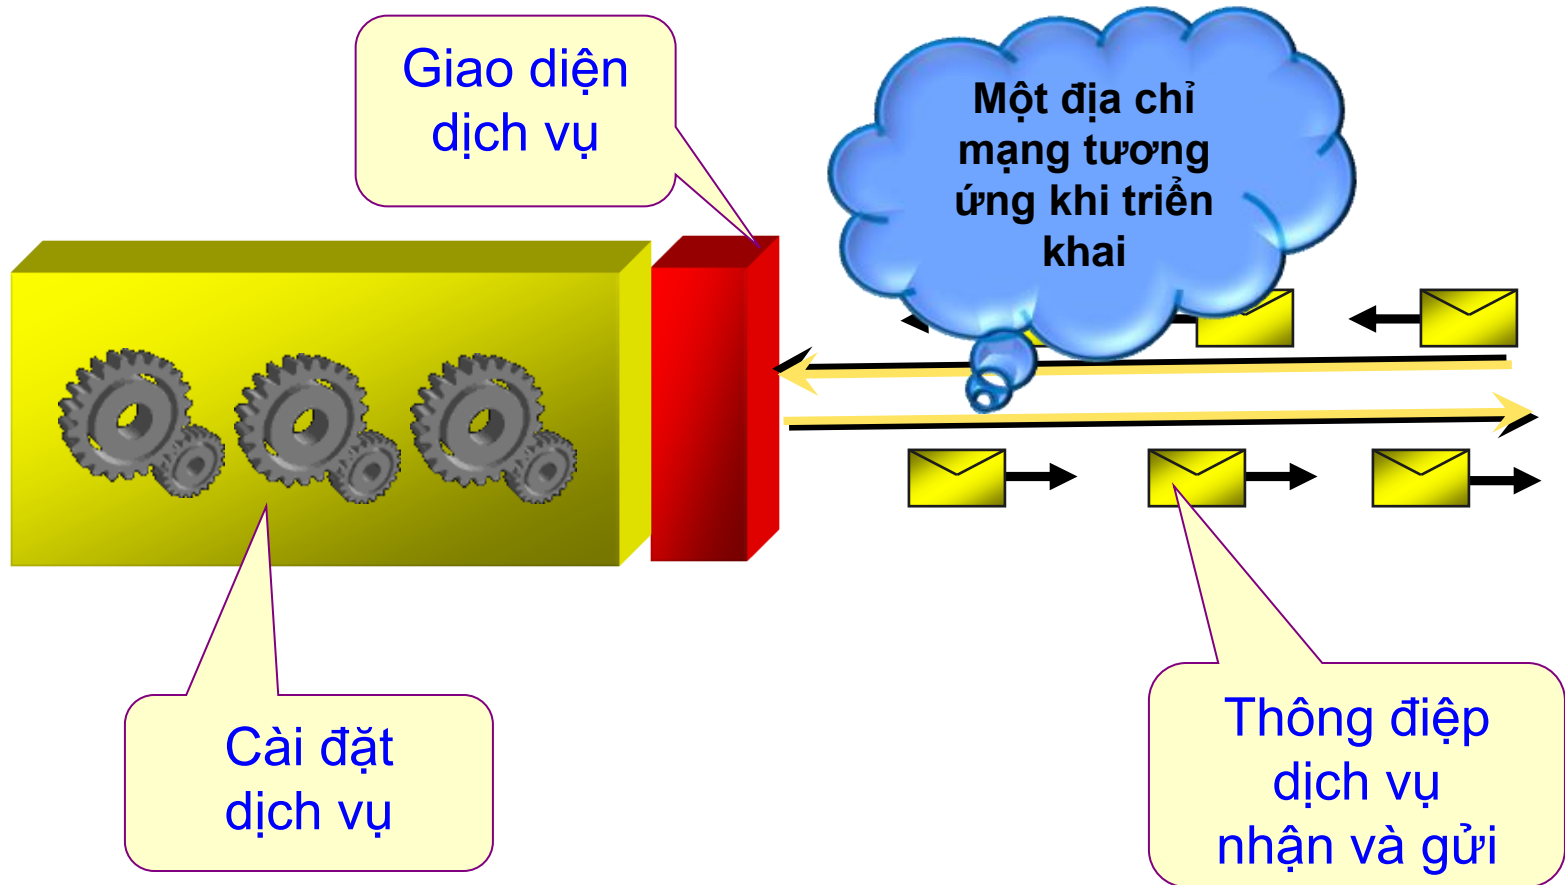 Giao diện
dịch vụ
Một địa chỉ
mạng tương
ứng khi triển
khai
Cài đặt
dịch vụ
Thông điệp
dịch vụ
nhận và gửi